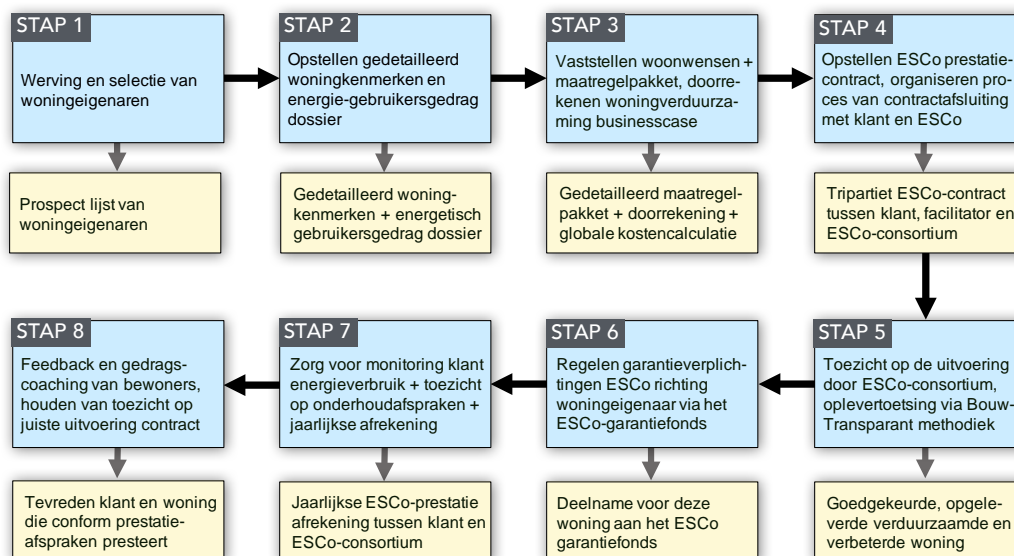 STAP 1
Werving en selectie van
woningeigenaren
Prospect lijst van
woningeigenaren
STAP 2
Opstellen gedetailleerd
woningkenmerken en
energie-gebruikersgedrag
dossier
Gedetailleerd woning-
kenmerken + energetisch
gebruikersgedrag dossier
STAP 3
Vaststellen woonwensen +
maatregelpakket, doorre-
kenen woningverduurza-
ming businesscase
Gedetailleerd maatregel-
pakket + doorrekening +
globale kostencalculatie
STAP 4
Opstellen ESCo prestatie-
contract, organiseren pro-
ces van contractafsluiting
met klant en ESCo
Tripartiet ESCo-contract
tussen klant, facilitator en
ESCo-consortium
STAP 5
Toezicht op de uitvoering
door ESCo-consortium,
oplevertoetsing via Bouw-
Transparant methodiek
Goedgekeurde, opgele-
verde verduurzaamde en
verbeterde woning
STAP 6
Regelen garantieverplich-
tingen ESCo richting
woningeigenaar via het
ESCo-garantiefonds
Deelname voor deze
woning aan het ESCo
garantiefonds
STAP 7
Zorg voor monitoring klant
energieverbruik + toezicht
op onderhoudafspraken +
jaarlijkse afrekening
Jaarlijkse ESCo-prestatie
afrekening tussen klant en
ESCo-consortium
STAP 8
Feedback en gedrags-
coaching van bewoners,
houden van toezicht op
juiste uitvoering contract
Tevreden klant en woning
die conform prestatie-
afspraken presteert